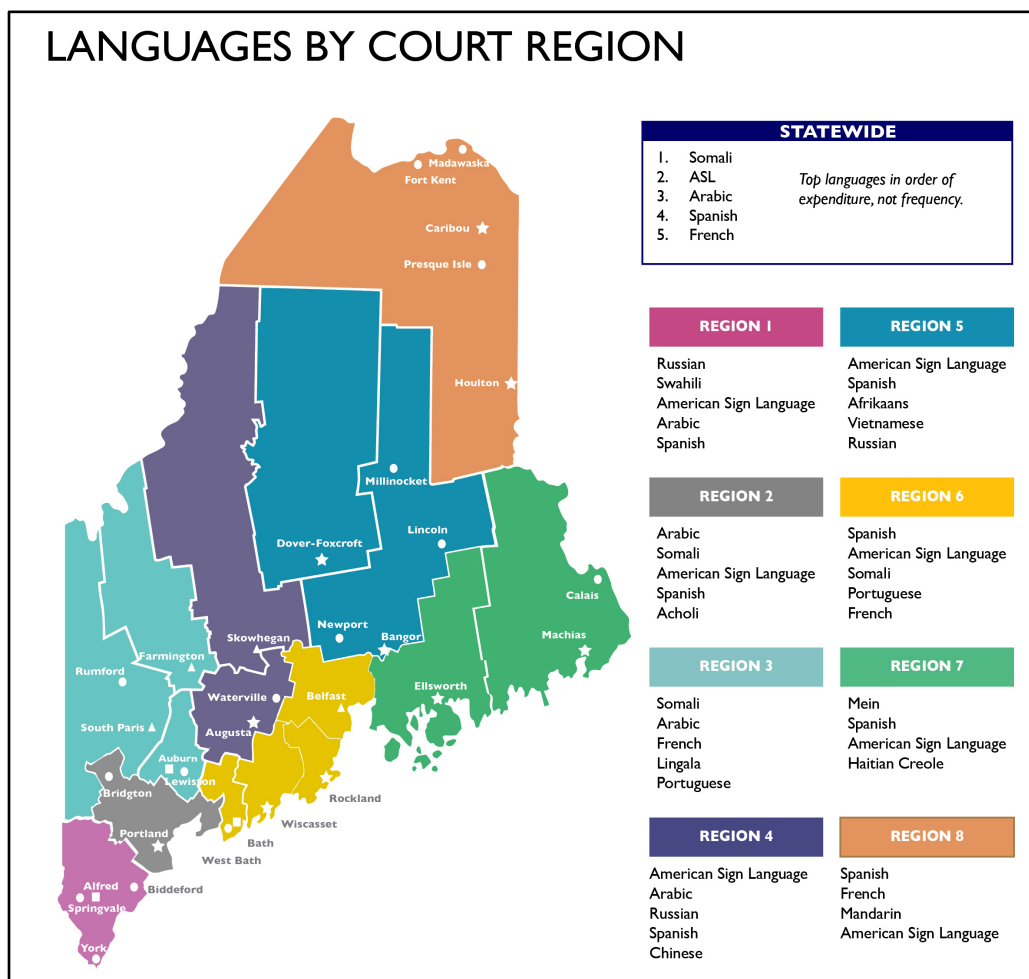 LANGUAGES BY COURT REGION
STATEWIDE
1. Somali
2. ASL
3. Arabic
4. Spanish
5. French
Top languages in order of
expenditure, not frequency.
Madawaska
Fort Kent
Caribou
Presque Isle
Houlton
Millinocket
Lincoln
Dover-Foxcroft
Calais
Newport
Bangor
Machias
Skowhegan
Farmington
Rumford
Waterville
Belfast
Ellsworth
South Paris
Augusta
Auburn
Lewiston
Bridgton
Rockland
Wiscasset
Portland
Bath
West Bath
Alfred
Biddeford
Springvale
York
REGION 1
Russian
Swahili
American Sign Language
Arabic
Spanish
REGION 5
American Sign Language
Spanish
Afrikaans
Vietnamese
Russian
REGION 2
Arabic
Somali
American Sign Language
Spanish
Acholi
REGION 6
Spanish
American Sign Language
Somali
Portuguese
French
REGION 3
Somali
Arabic
French
Lingala
Portuguese
REGION 7
Mein
Spanish
American Sign Language
Haitian Creole
REGION 4
American Sign Language
Arabic
Russian
Spanish
Chinese
REGION 8
Spanish
French
Mandarin
American Sign Language